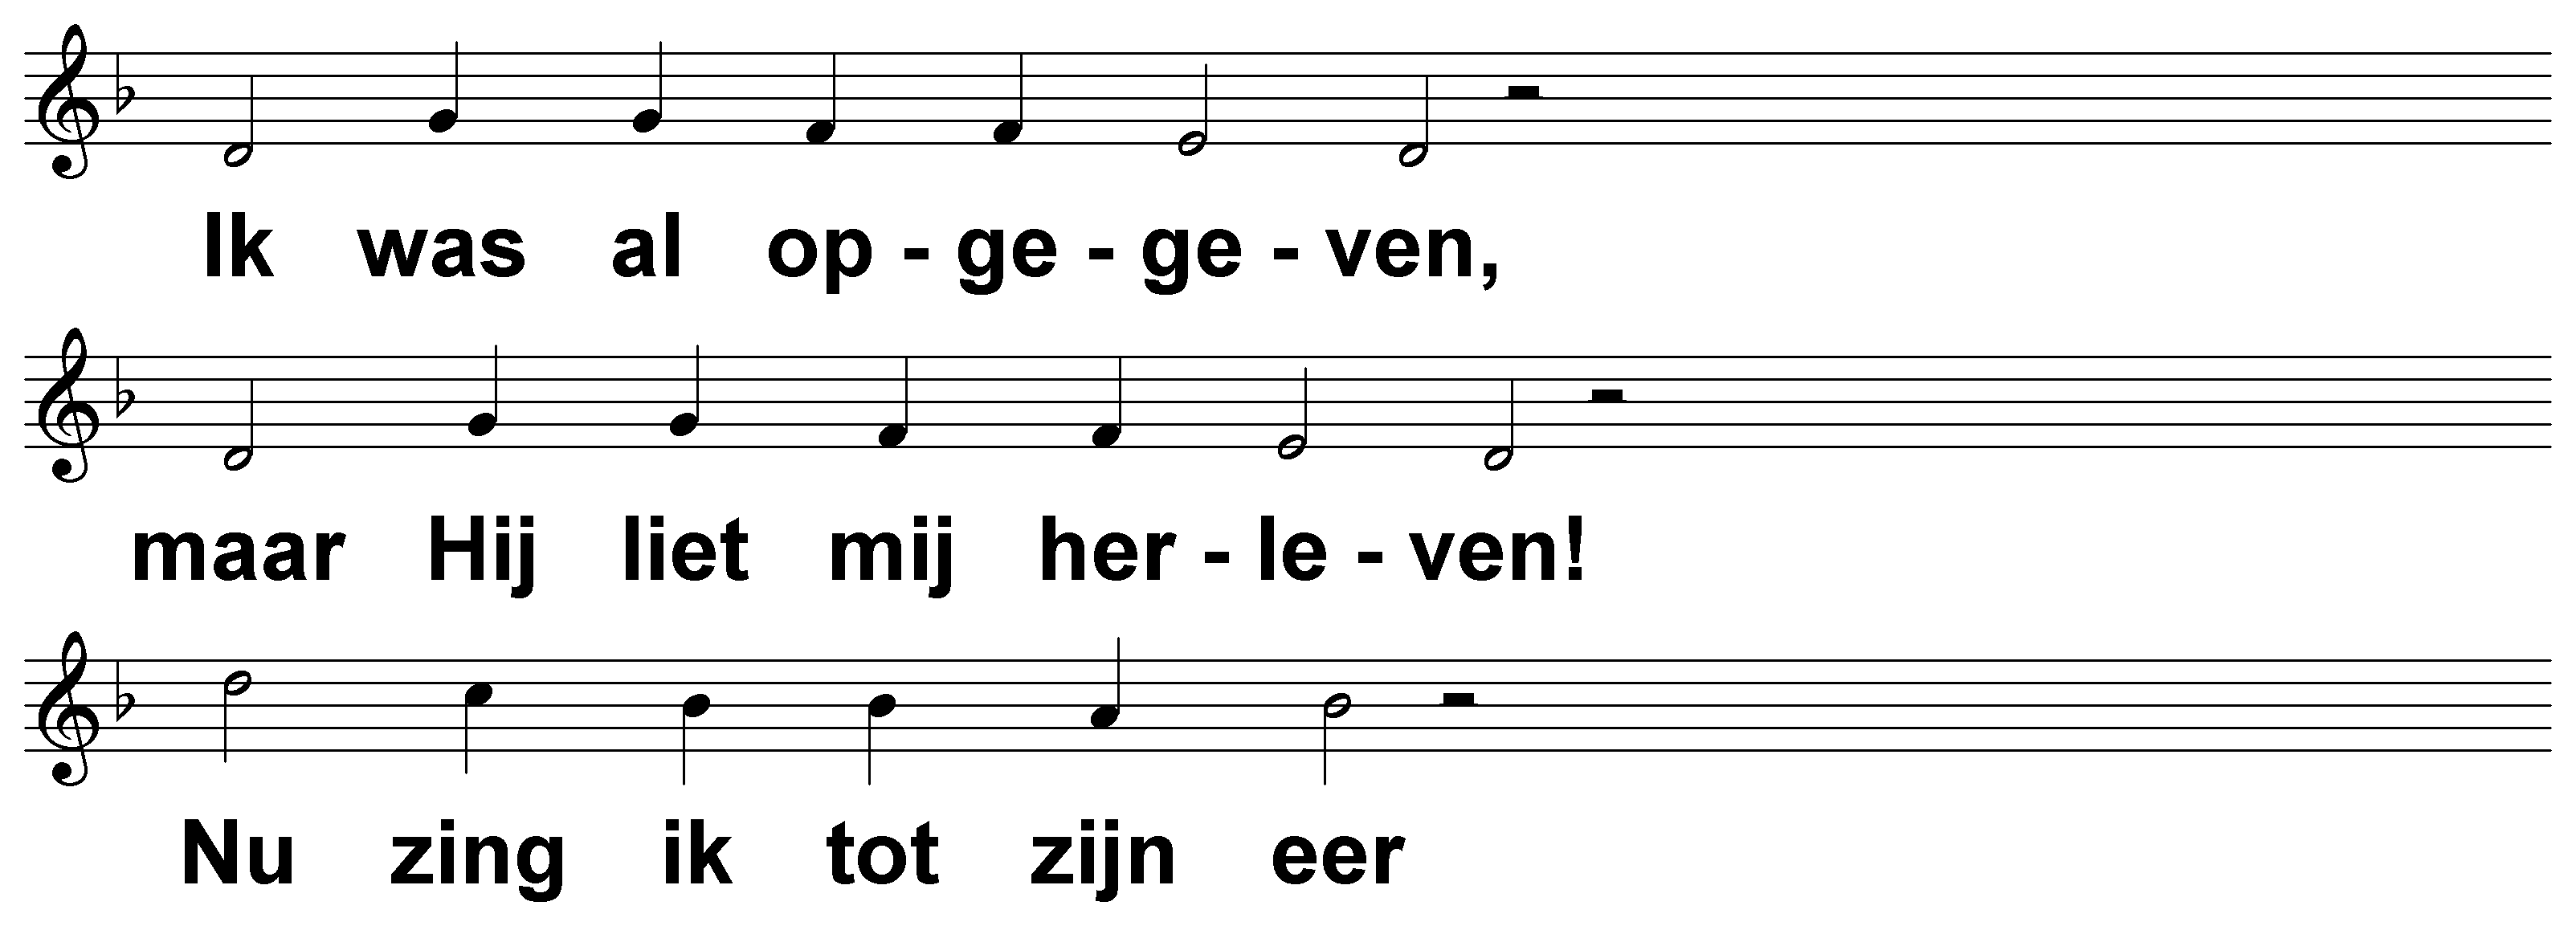 Ik was al op - ge - ge - ven,
maar Hij liet mij her - le - ven!
Nu zing ik tot zijn eer